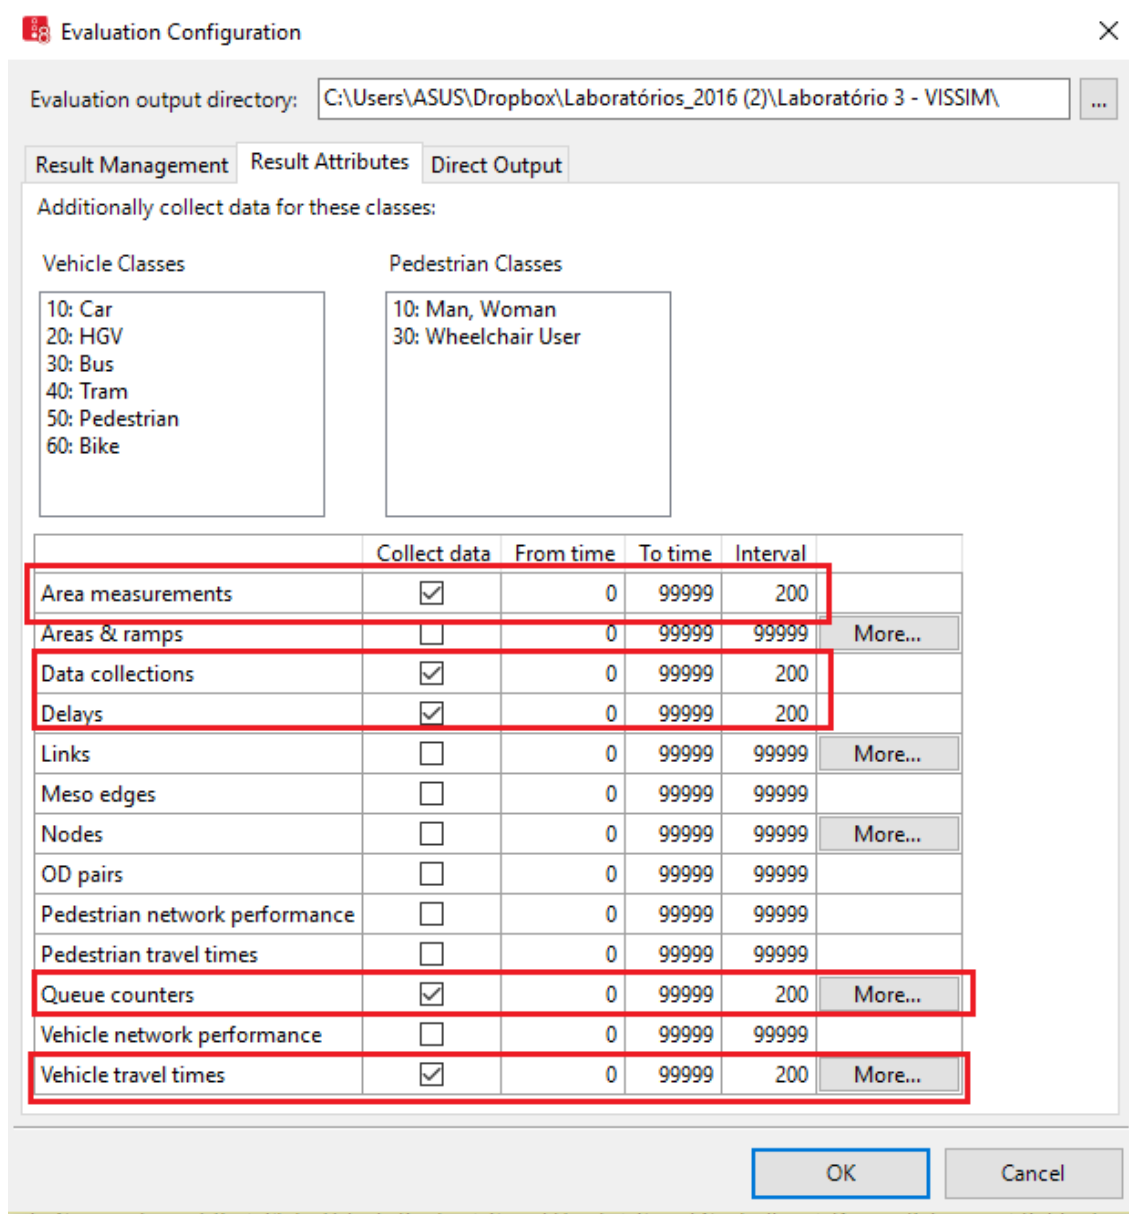 Evaluation Configuration
Evaluation output directory: C:\Users\ASUS\Dropbox\Laboratórios_2016 (2)\Laboratório 3 - VISSIM\ ...
Result Management Result Attributes Direct Output
Additionally collect data for these classes:
Vehicle Classes Pedestrian Classes
10: Car 10: Man, Woman
20: HGV 30: Wheelchair User
30: Bus
40: Tram
50: Pedestrian
60: Bike
Collect data From time To time Interval
Area measurements 0 99999 200
Areas & ramps 0 99999 99999 More...
Data collections 0 99999 200
Delays 0 99999 200
Links 0 99999 99999 More...
Meso edges 0 99999 99999
Nodes 0 99999 99999 More...
OD pairs 0 99999 99999
Pedestrian network performance 0 99999 99999
Pedestrian travel times 0 99999 99999
Queue counters 0 99999 200 More...
Vehicle network performance 0 99999 99999
Vehicle travel times 0 99999 200 More...
OK Cancel